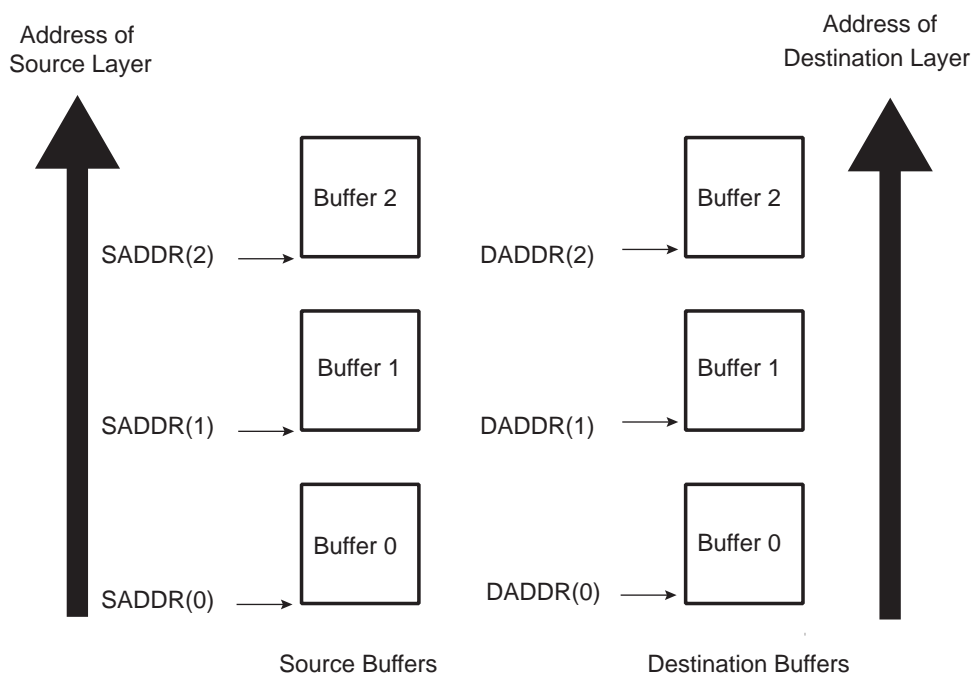 Address of
Source Layer
Address of
Destination Layer
Buffer 2
Buffer 2
SADDR(2)
DADDR(2)
Buffer 1
Buffer 1
SADDR(1)
DADDR(1)
Buffer 0
Buffer 0
SADDR(0)
DADDR(0)
Source Buffers
Destination Buffers